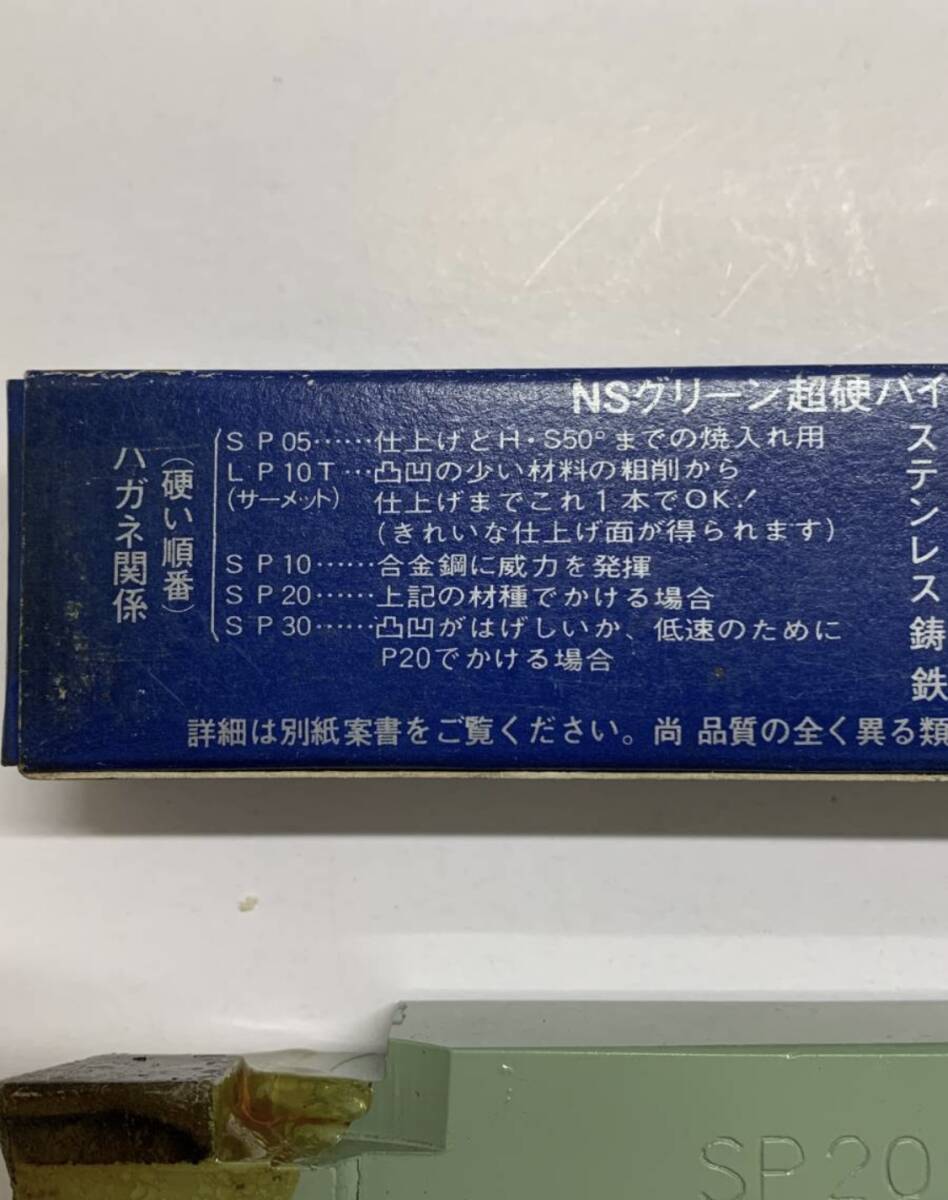 NSグリーン超硬バイ
ハガネ関係
(硬い順番)
SP05……仕上げとH・S50°までの焼入れ用
LP10T…凸凹の少い材料の粗削から
(サーメット) 仕上げまでこれ1本でOK!
(きれいな仕上げ面が得られます)
SP10……合金鋼に威力を発揮
SP20……上記の材種でかける場合
SP30……凸凹がはげしいか、低速のために
P20でかける場合
ステンレス
鋳鉄
詳細は別紙案書をご覧ください。尚 品質の全く異る類
SP20